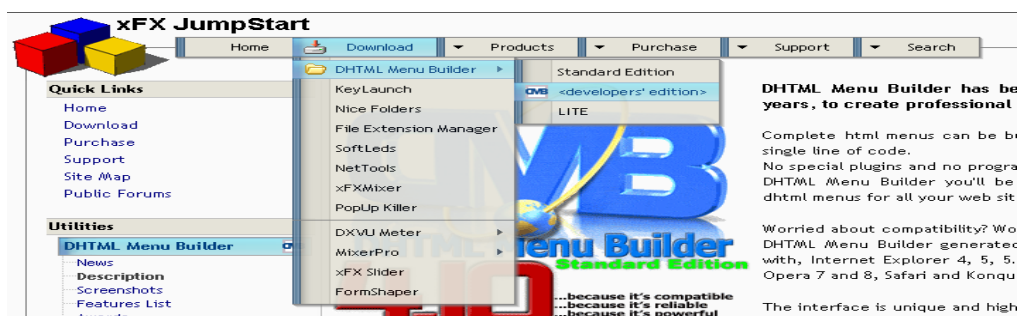 xFX JumpStart
Home Download Products Purchase Support Search
DHTML Menu Builder
KeyLaunch
Nice Folders
File Extension Manager
SoftLeds
NetTools
xFXMixer
PopUp Killer
DXVU Meter
MixerPro
xFX Slider
FormShaper
Standard Edition
DMB <developers' edition>
LITE
Quick Links
Home
Download
Purchase
Support
Site Map
Public Forums
Utilities
DHTML Menu Builder
News
Description
Screenshots
Features List
Awards
MB
DHTML Menu Builder
Standard Edition
...because it's compatible
...because it's reliable
...because it's powerful
DHTML Menu Builder has be
years, to create professional
Complete html menus can be bu
single line of code.
No special plugins and no progra
DHTML Menu Builder you'll be
dhtml menus for all your web sit
Worried about compatibility? Wo
DHTML Menu Builder generated
with, Internet Explorer 4, 5, 5.
Opera 7 and 8, Safari and Konqu
The interface is unique and high